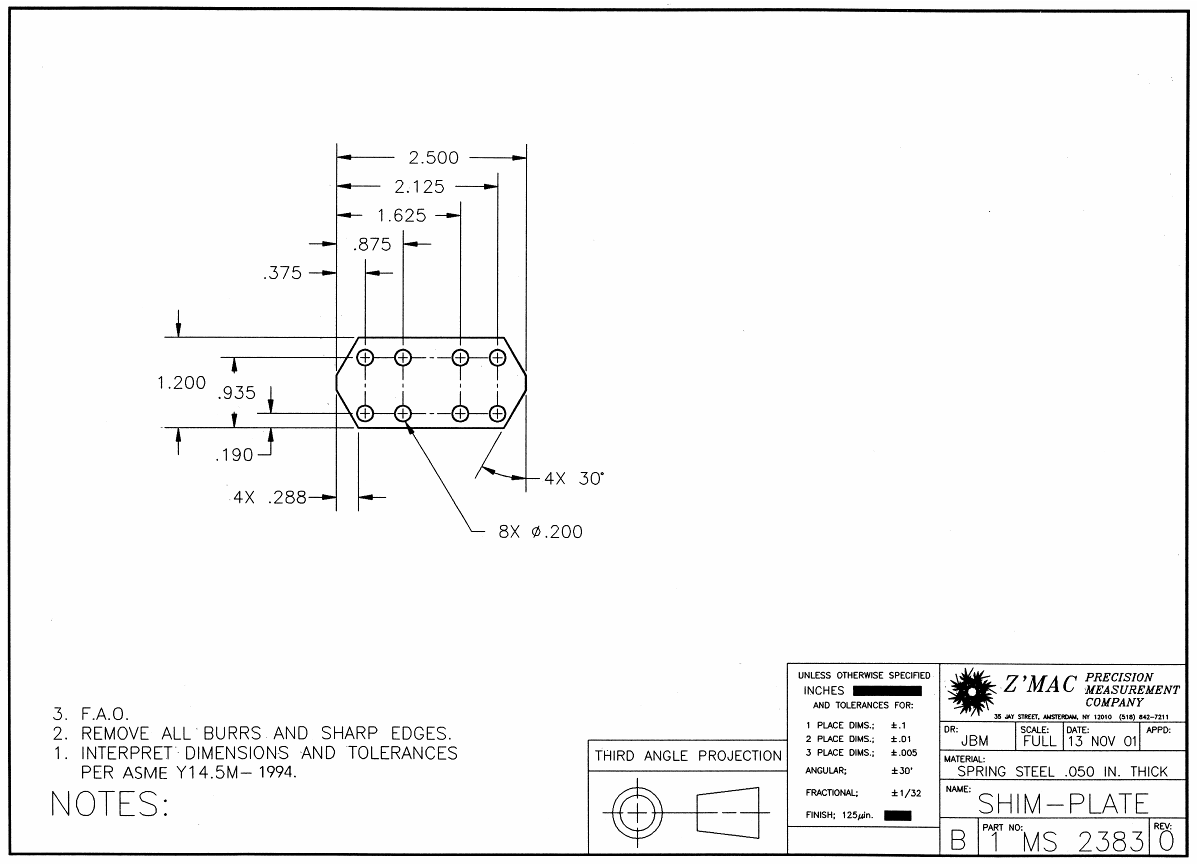 2.500
2.125
1.625
.875
.375
1.200
.935
.190
4X 30°
4X .288
8X ⌀.200
3. F.A.O.
2. REMOVE ALL BURRS AND SHARP EDGES.
1. INTERPRET DIMENSIONS AND TOLERANCES
PER ASME Y14.5M-1994.
NOTES:
THIRD ANGLE PROJECTION
UNLESS OTHERWISE SPECIFIED
INCHES
AND TOLERANCES FOR:
1 PLACE DIMS.; ±.1
2 PLACE DIMS.; ±.01
3 PLACE DIMS.; ±.005
ANGULAR; ±30'
FRACTIONAL; ±1/32
FINISH; 125µin.
Z'MAC PRECISION
MEASUREMENT
COMPANY
35 JAY STREET, AMSTERDAM, NY 12010 (518) 842-7211
DR: JBM
SCALE: FULL
DATE: 13 NOV 01
APPD:
MATERIAL:
SPRING STEEL .050 IN. THICK
NAME:
SHIM-PLATE
B
PART NO:
1 MS 2383
REV:
0